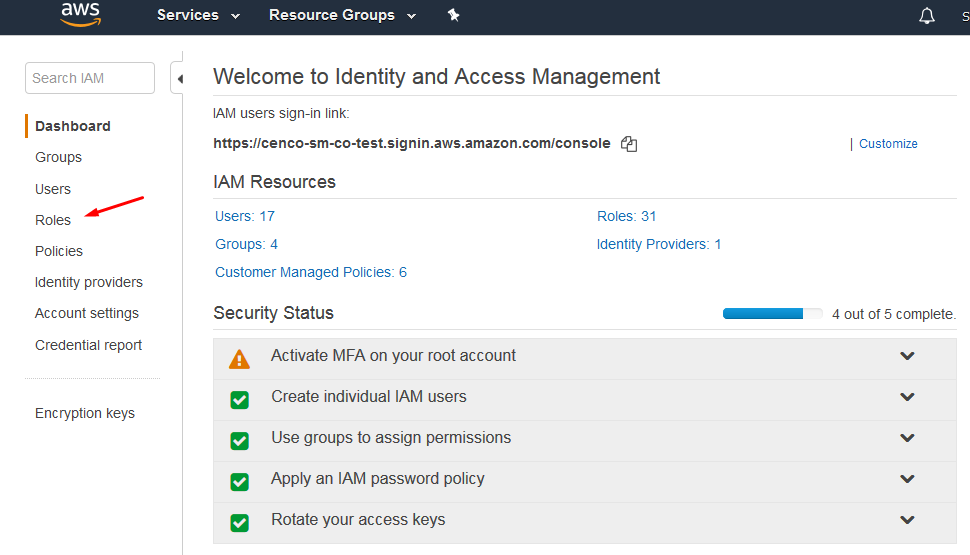 aws
Services
Resource Groups
S
Search IAM
Dashboard
Groups
Users
Roles
Policies
Identity providers
Account settings
Credential report
Encryption keys
Welcome to Identity and Access Management
IAM users sign-in link:
https://cenco-sm-co-test.signin.aws.amazon.com/console
| Customize
IAM Resources
Users: 17
Roles: 31
Groups: 4
Identity Providers: 1
Customer Managed Policies: 6
Security Status
4 out of 5 complete.
Activate MFA on your root account
Create individual IAM users
Use groups to assign permissions
Apply an IAM password policy
Rotate your access keys